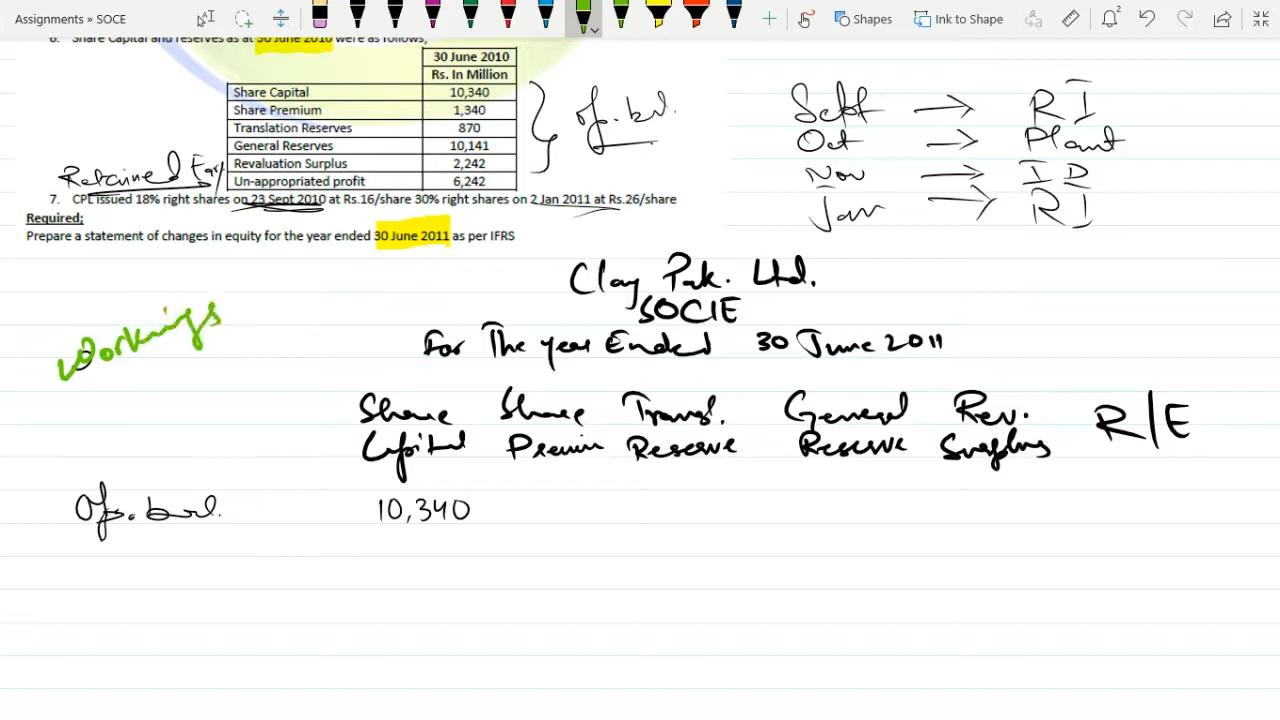 Assignments » SOCE
Shapes
Ink to Shape
6. Share Capital and reserves as at 30 June 2010 were as follows;
30 June 2010
Rs. In Million
Share Capital 10,340
Share Premium 1,340
Translation Reserves 870
General Reserves 10,141
Revaluation Surplus 2,242
Un-appropriated profit 6,242
Op. bal.
Retained Ear
Sept → RI
Oct → Plant
Nov → ID
Jan → RI
7. CPL issued 18% right shares on 23 Sept 2010 at Rs.16/share 30% right shares on 2 Jan 2011 at Rs.26/share
Required;
Prepare a statement of changes in equity for the year ended 30 June 2011 as per IFRS
Clay Pak. Ltd.
SOCIE
For The year Ended 30 June 2011
Workings
Share Share Transl. General Rev. R/E
Capital Premium Reserve Reserve Surplus
Op. bal. 10,340